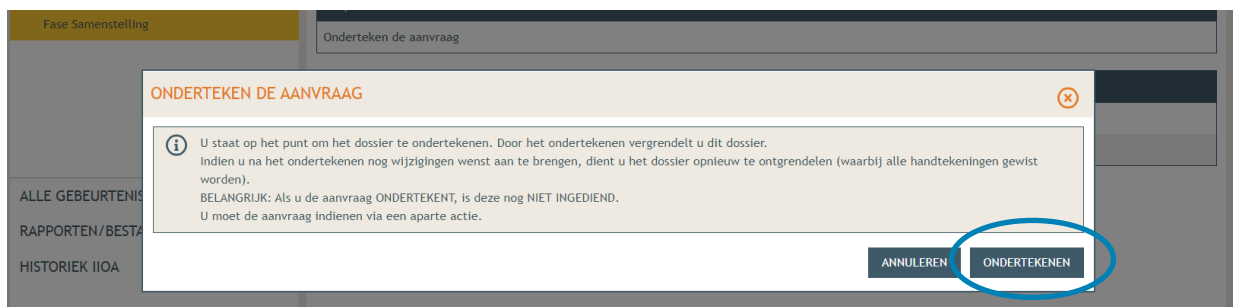 Fase Samenstelling
Onderteken de aanvraag
ONDERTEKEN DE AANVRAAG
U staat op het punt om het dossier te ondertekenen. Door het ondertekenen vergrendelt u dit dossier.
Indien u na het ondertekenen nog wijzigingen wenst aan te brengen, dient u het dossier opnieuw te ontgrendelen (waarbij alle handtekeningen gewist
worden).
BELANGRIJK: Als u de aanvraag ONDERTEKENT, is deze nog NIET INGEDIEND.
U moet de aanvraag indienen via een aparte actie.
ALLE GEBEURTENIS
RAPPORTEN/BESTA
HISTORIEK IIOA
ANNULEREN
ONDERTEKENEN